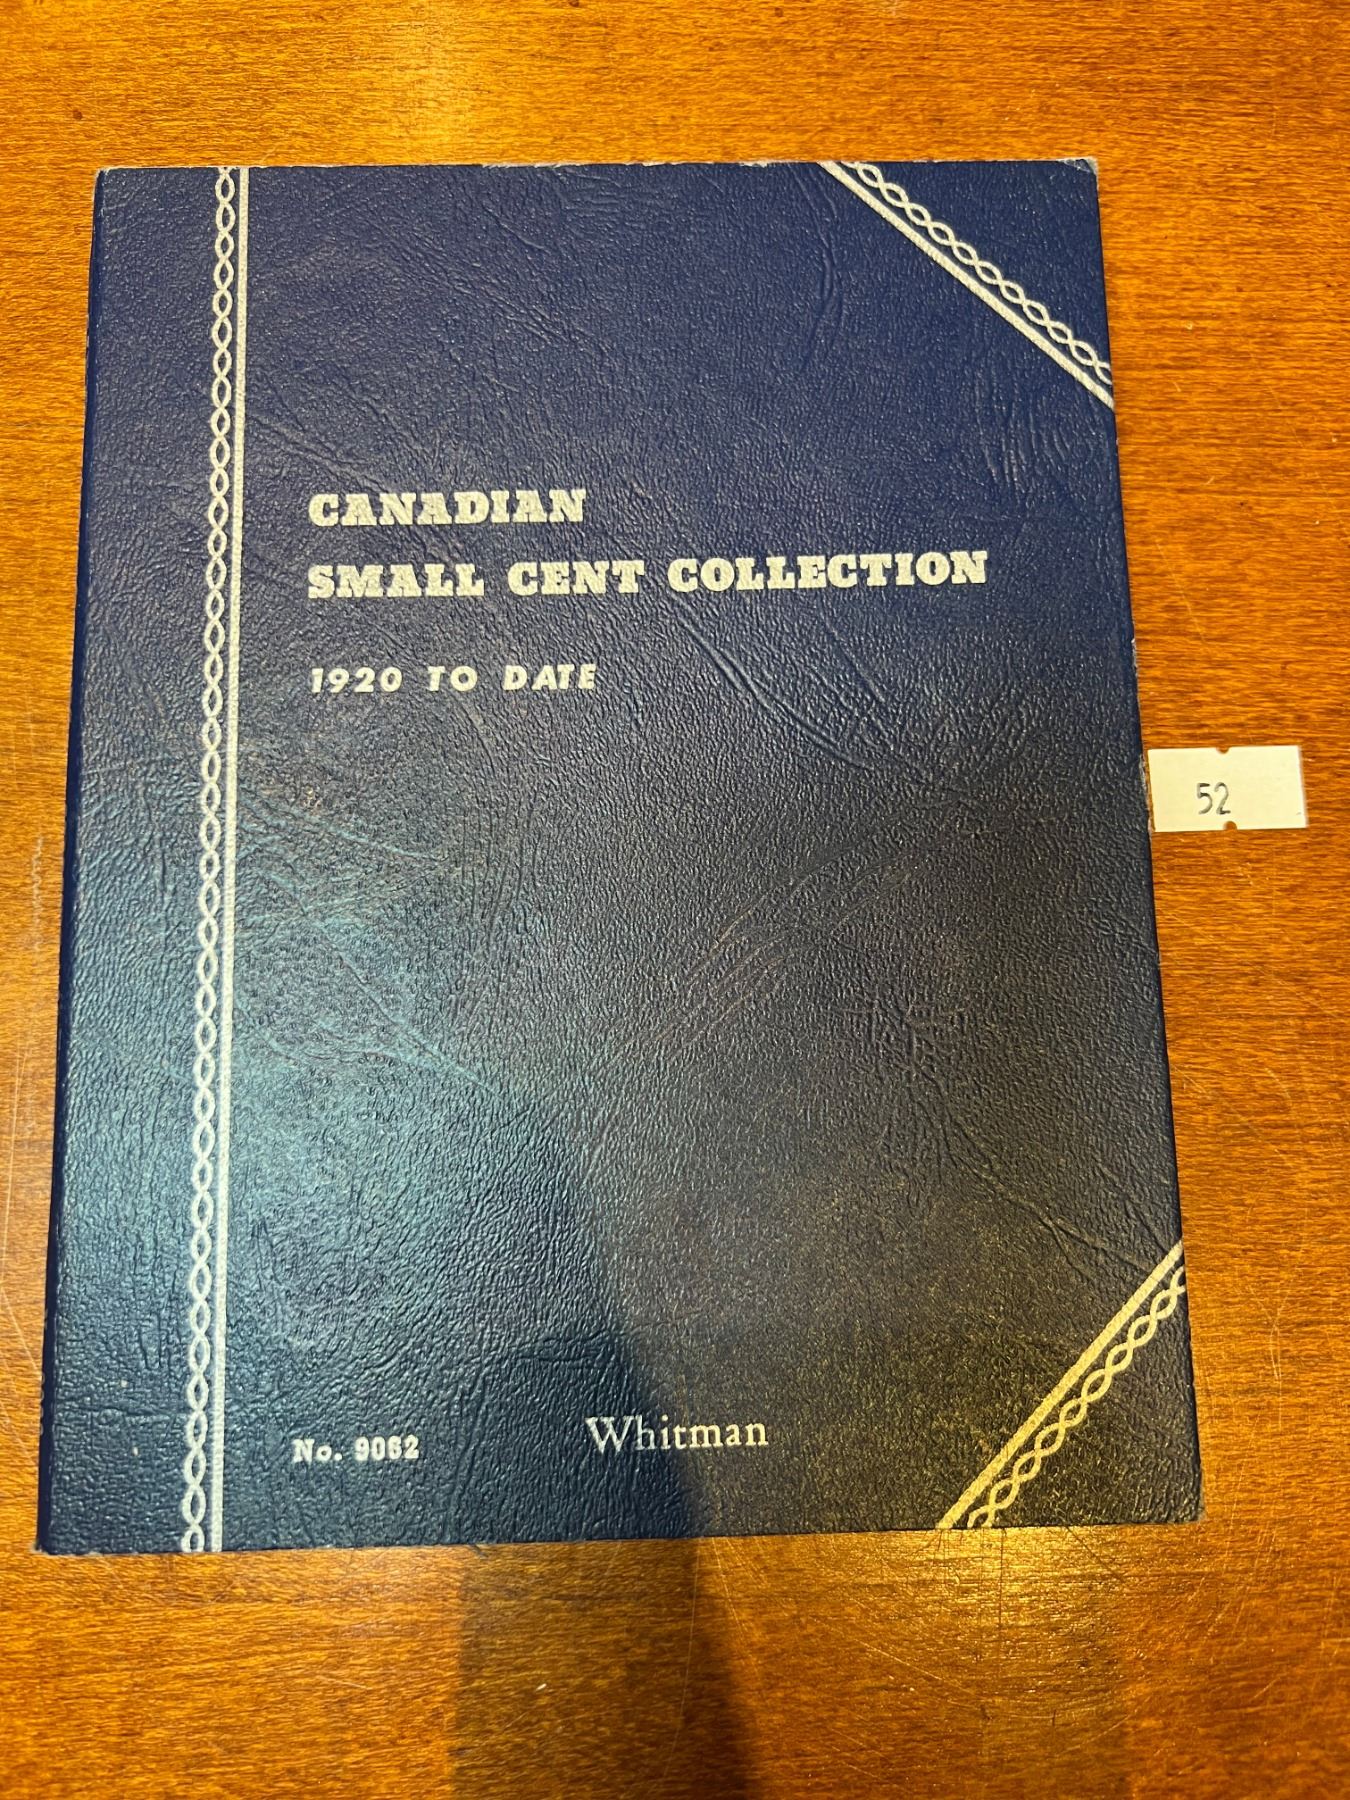 CANADIAN
SMALL CENT COLLECTION
1920 TO DATE
52
No. 9062
Whitman